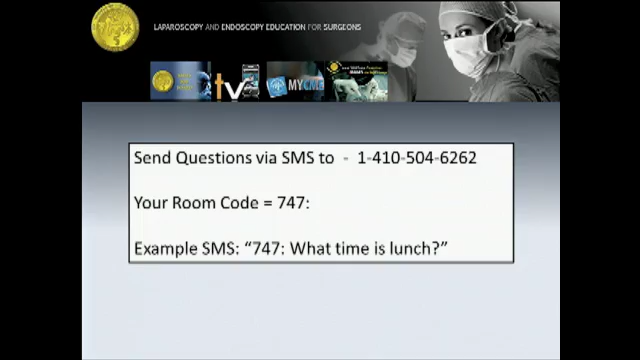 LAPAROSCOPY AND ENDOSCOPY EDUCATION FOR SURGEONS
tv
MYCME
Send Questions via SMS to - 1-410-504-6262
Your Room Code = 747:
Example SMS: “747: What time is lunch?”